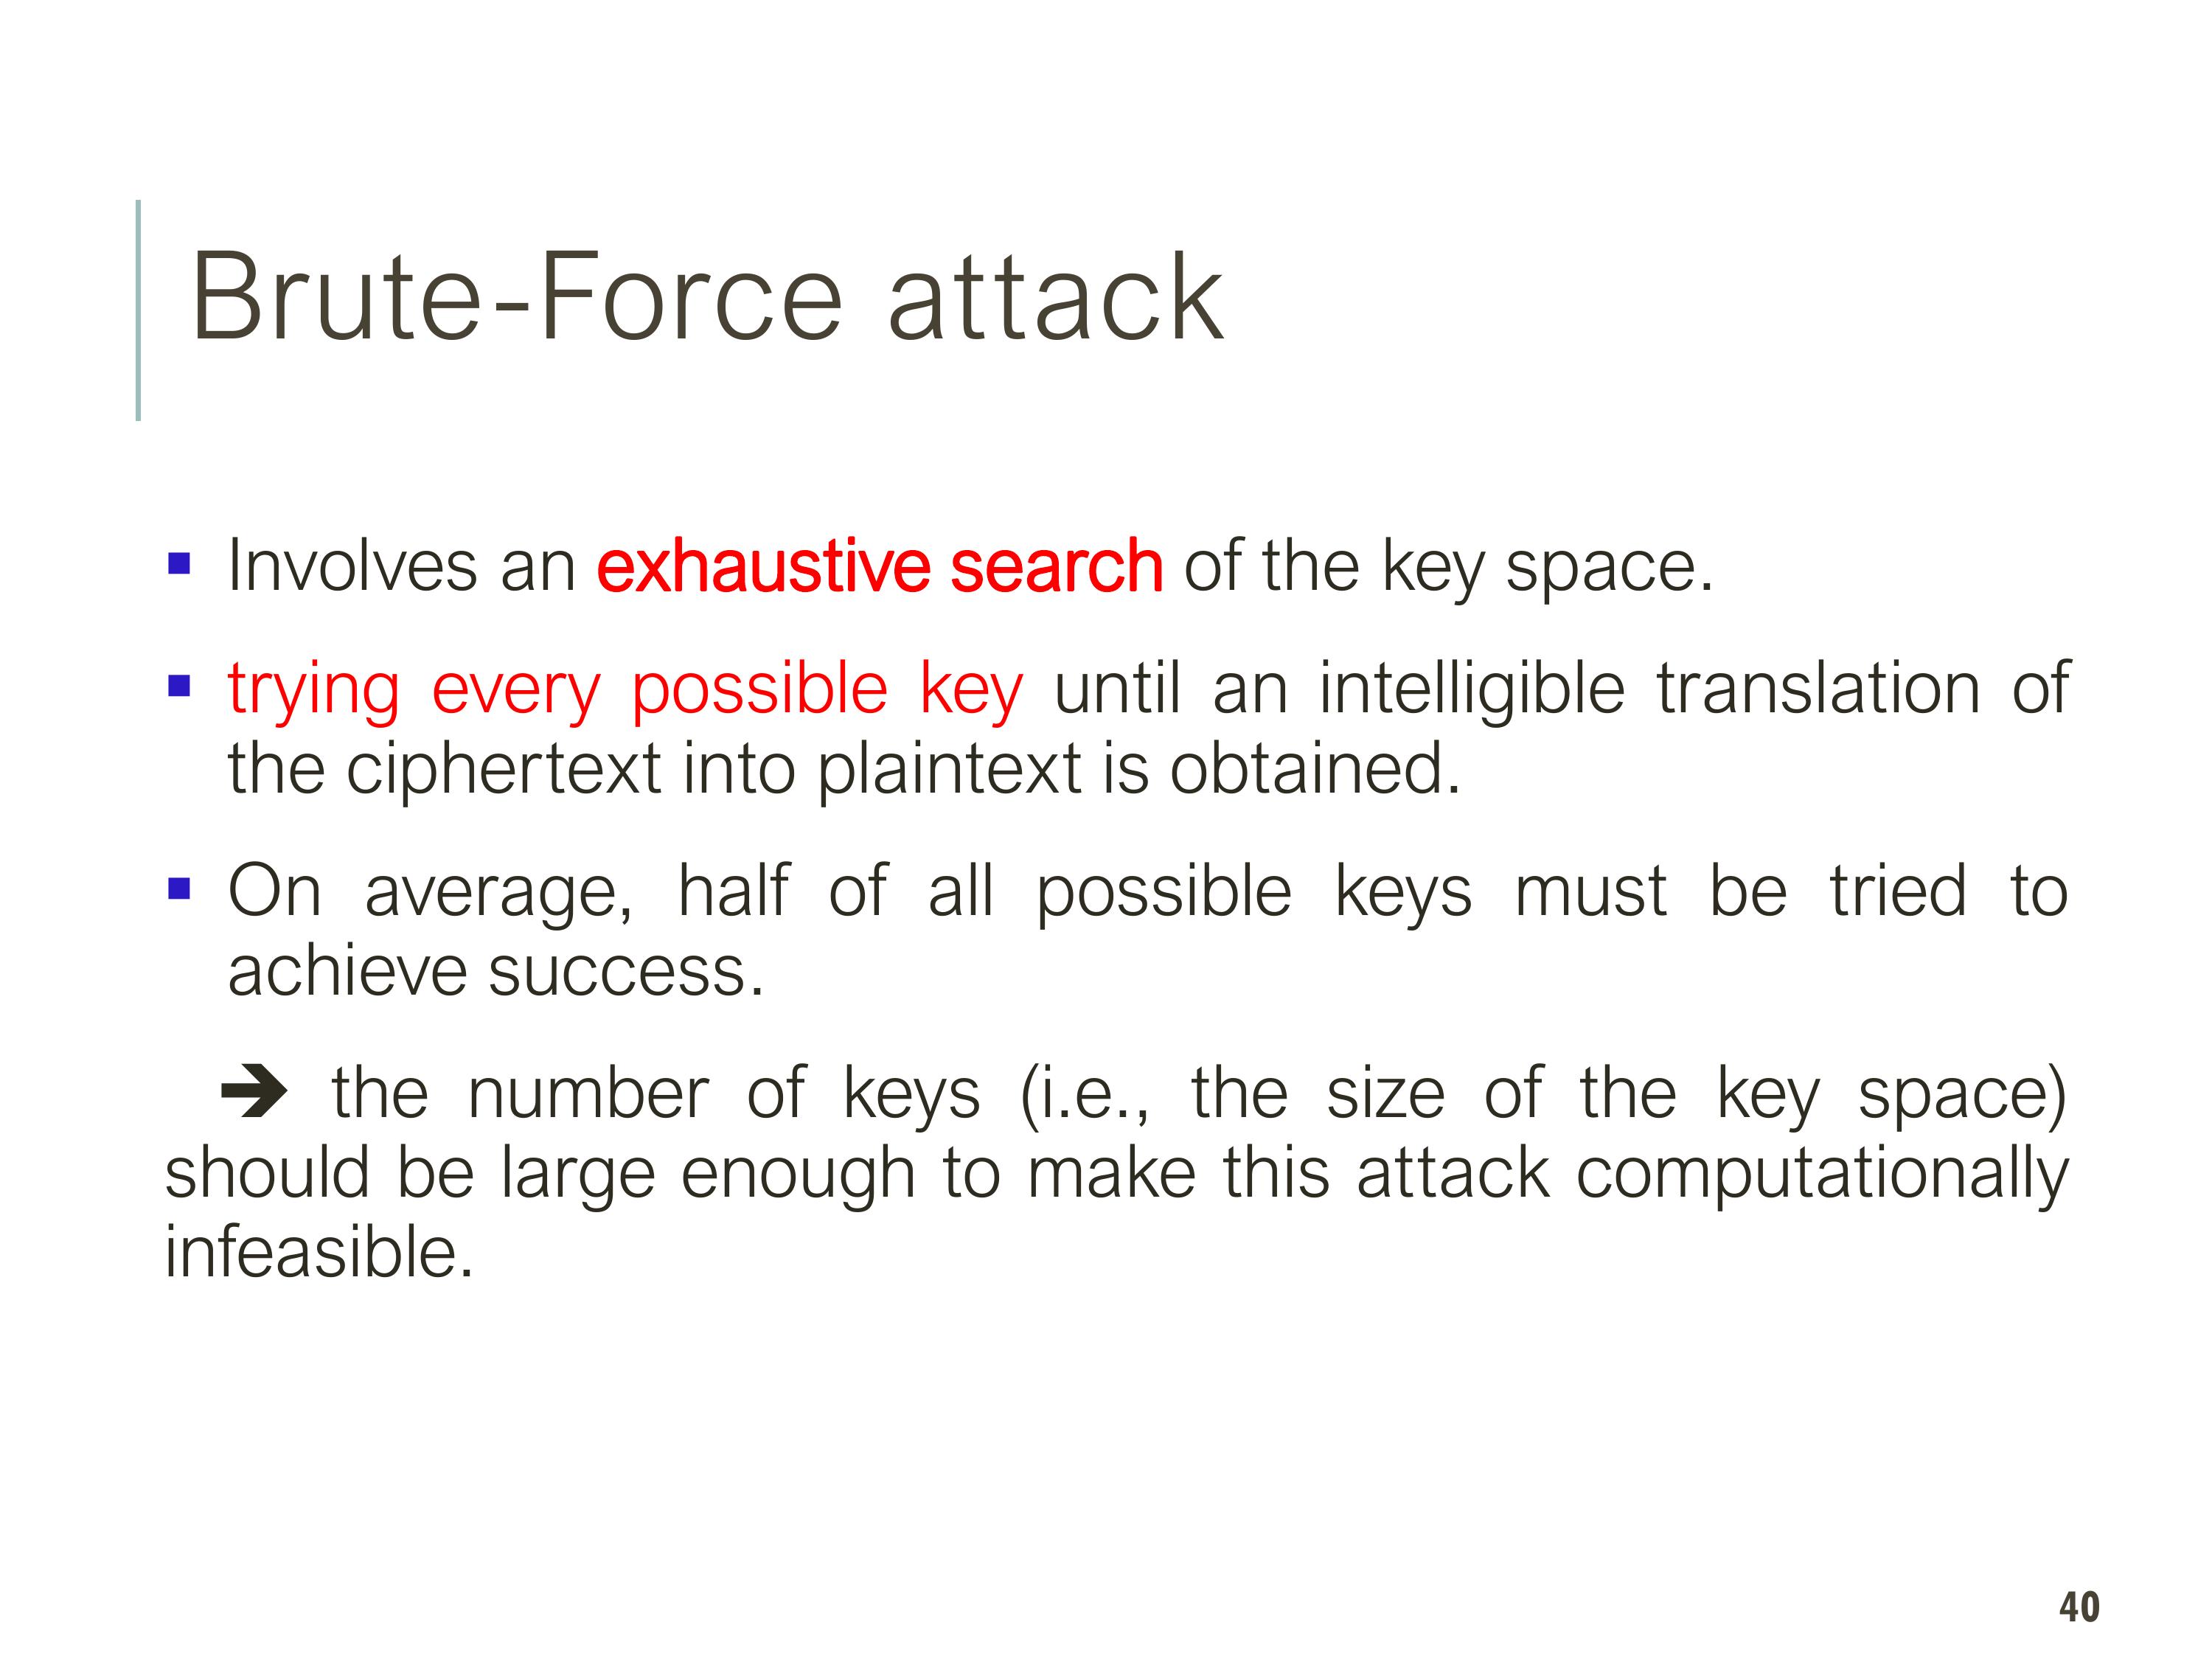 Brute-Force attack
▪ Involves an exhaustive search of the key space.
▪ trying every possible key until an intelligible translation of
the ciphertext into plaintext is obtained.
▪ On average, half of all possible keys must be tried to
achieve success.
➔ the number of keys (i.e., the size of the key space)
should be large enough to make this attack computationally
infeasible.
40